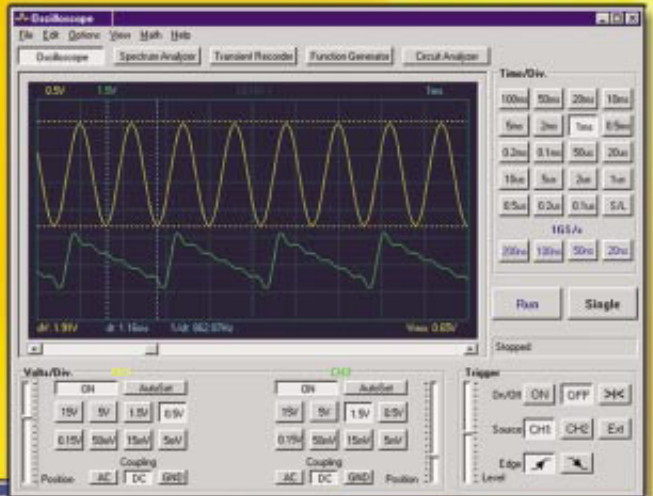 Oscilloscope
File Edit Options View Math Help
Oscilloscope Spectrum Analyzer Transient Recorder Function Generator Circuit Analyzer
0.5V 1.5V 1ms
Time/Div.
100ms 50ms 20ms 10ms
5ms 2ms 1ms 0.5ms
0.2ms 0.1ms 50us 20us
10us 5us 2us 1us
0.5us 0.2us 0.1us S/L
1GS/s
200ns 100ns 50ns 20ns
Run Single
dV: 1.91V dt: 1.16ms 1/dt: 862.07Hz Vrms: 0.65V
Stopped
Volts/Div. CH1 CH2 Trigger
ON AutoSet ON AutoSet On/Off ON OFF
15V 5V 1.5V 0.5V 15V 5V 1.5V 0.5V
0.15V 50mV 15mV 5mV 0.15V 50mV 15mV 5mV Source CH1 CH2 Ext
Coupling Coupling Edge
Position AC DC GND AC DC GND Position Level